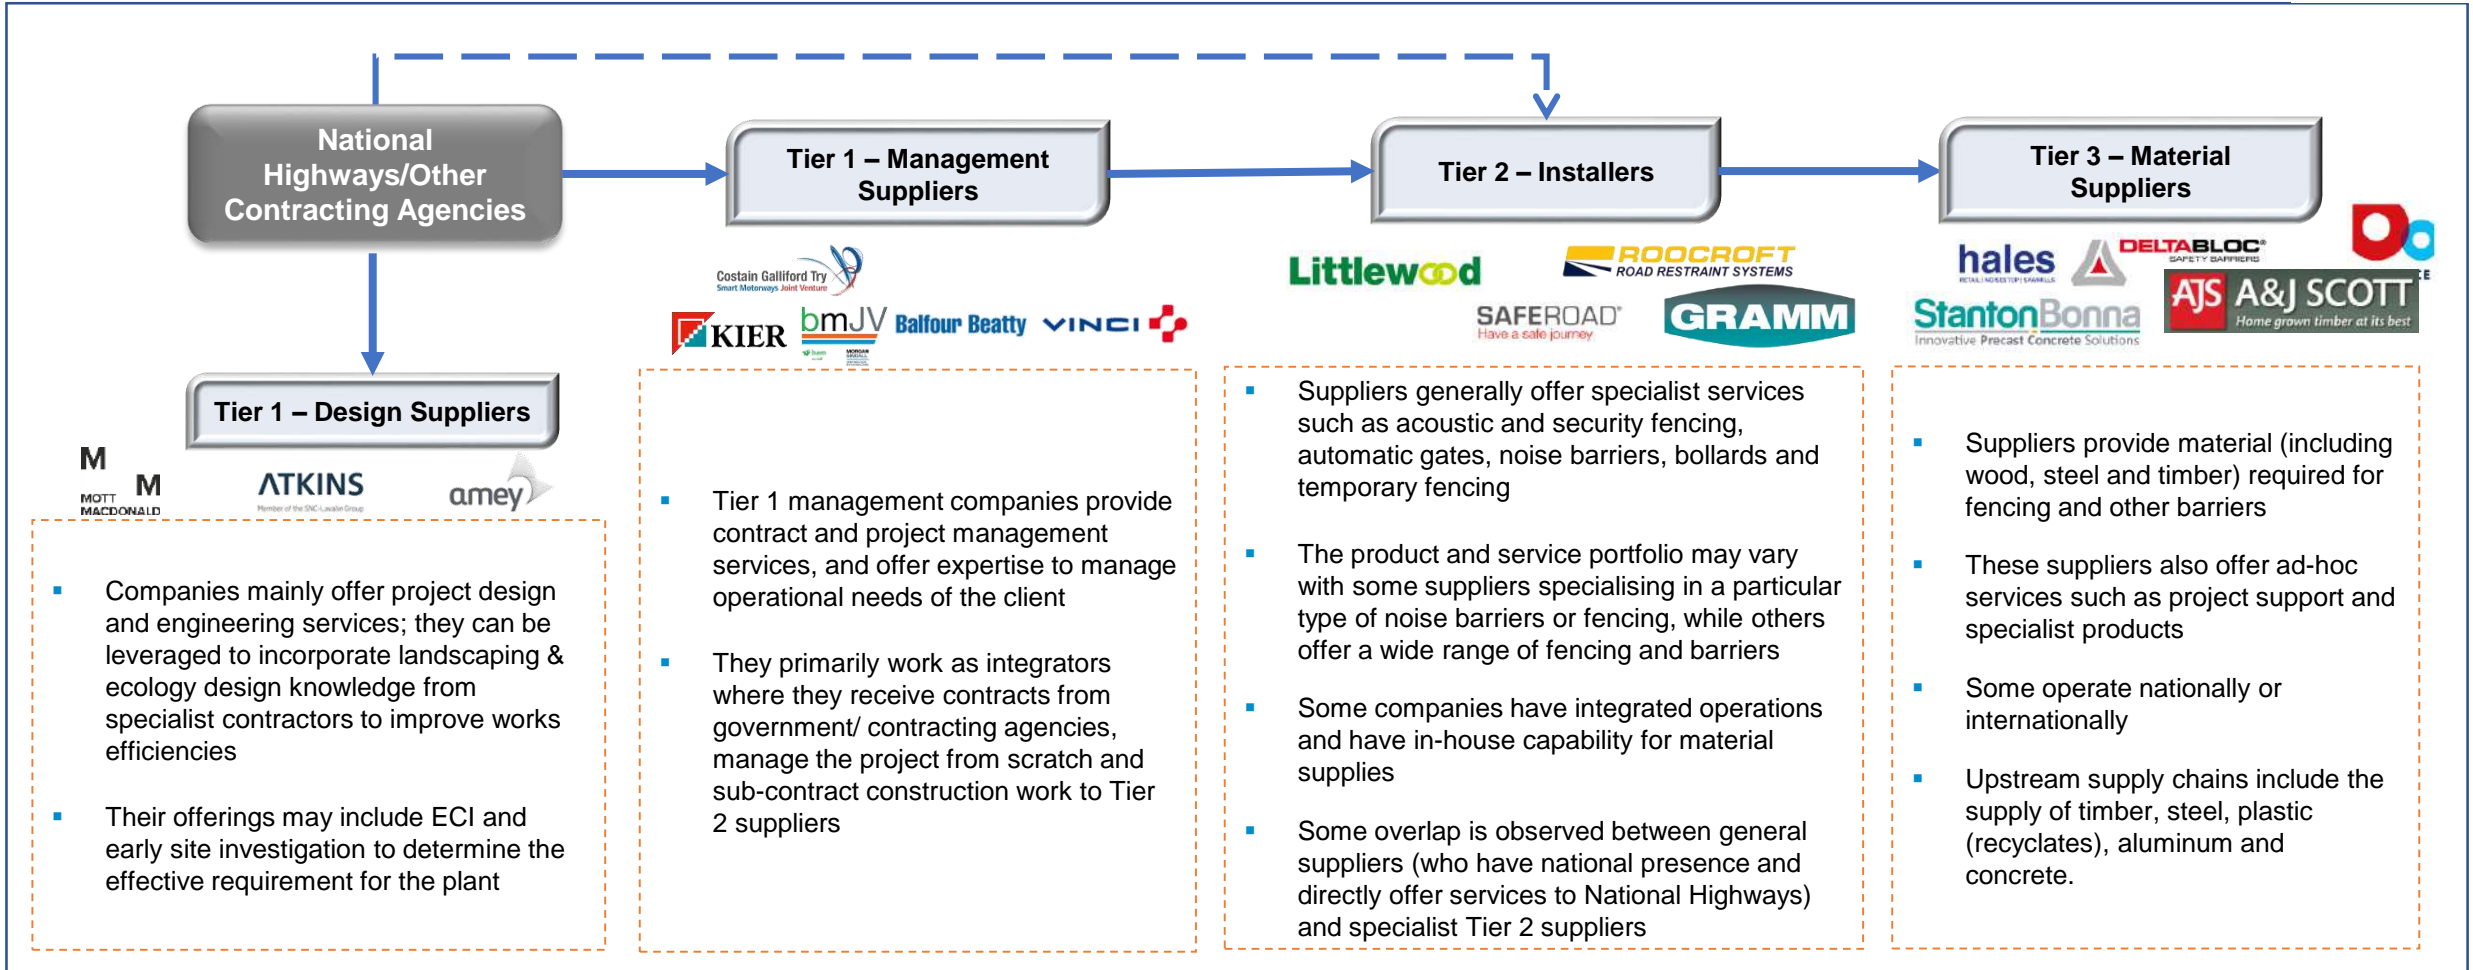 National
Highways/Other
Contracting Agencies
Tier 1 – Management
Suppliers
Tier 2 – Installers
Tier 3 – Material
Suppliers
Costain Galliford Try
Smart Motorways Joint Venture
KIER
bmJV
Balfour Beatty
VINCI
Littlewood
ROOCROFT
ROAD RESTRAINT SYSTEMS
SAFEROAD
Have a safe journey
GRAMM
hales
DELTABLOC®
SAFETY BARRIERS
StantonBonna
Innovative Precast Concrete Solutions
AJS A&J SCOTT
Home grown timber at its best
CE
Tier 1 – Design Suppliers
M
M
MOTT
MACDONALD
ATKINS
Member of the SNC-Lavalin Group
amey
▪ Companies mainly offer project design
and engineering services; they can be
leveraged to incorporate landscaping &
ecology design knowledge from
specialist contractors to improve works
efficiencies
▪ Their offerings may include ECI and
early site investigation to determine the
effective requirement for the plant
▪ Tier 1 management companies provide
contract and project management
services, and offer expertise to manage
operational needs of the client
▪ They primarily work as integrators
where they receive contracts from
government/ contracting agencies,
manage the project from scratch and
sub-contract construction work to Tier
2 suppliers
▪ Suppliers generally offer specialist services
such as acoustic and security fencing,
automatic gates, noise barriers, bollards and
temporary fencing
▪ The product and service portfolio may vary
with some suppliers specialising in a particular
type of noise barriers or fencing, while others
offer a wide range of fencing and barriers
▪ Some companies have integrated operations
and have in-house capability for material
supplies
▪ Some overlap is observed between general
suppliers (who have national presence and
directly offer services to National Highways)
and specialist Tier 2 suppliers
▪ Suppliers provide material (including
wood, steel and timber) required for
fencing and other barriers
▪ These suppliers also offer ad-hoc
services such as project support and
specialist products
▪ Some operate nationally or
internationally
▪ Upstream supply chains include the
supply of timber, steel, plastic
(recyclates), aluminum and
concrete.